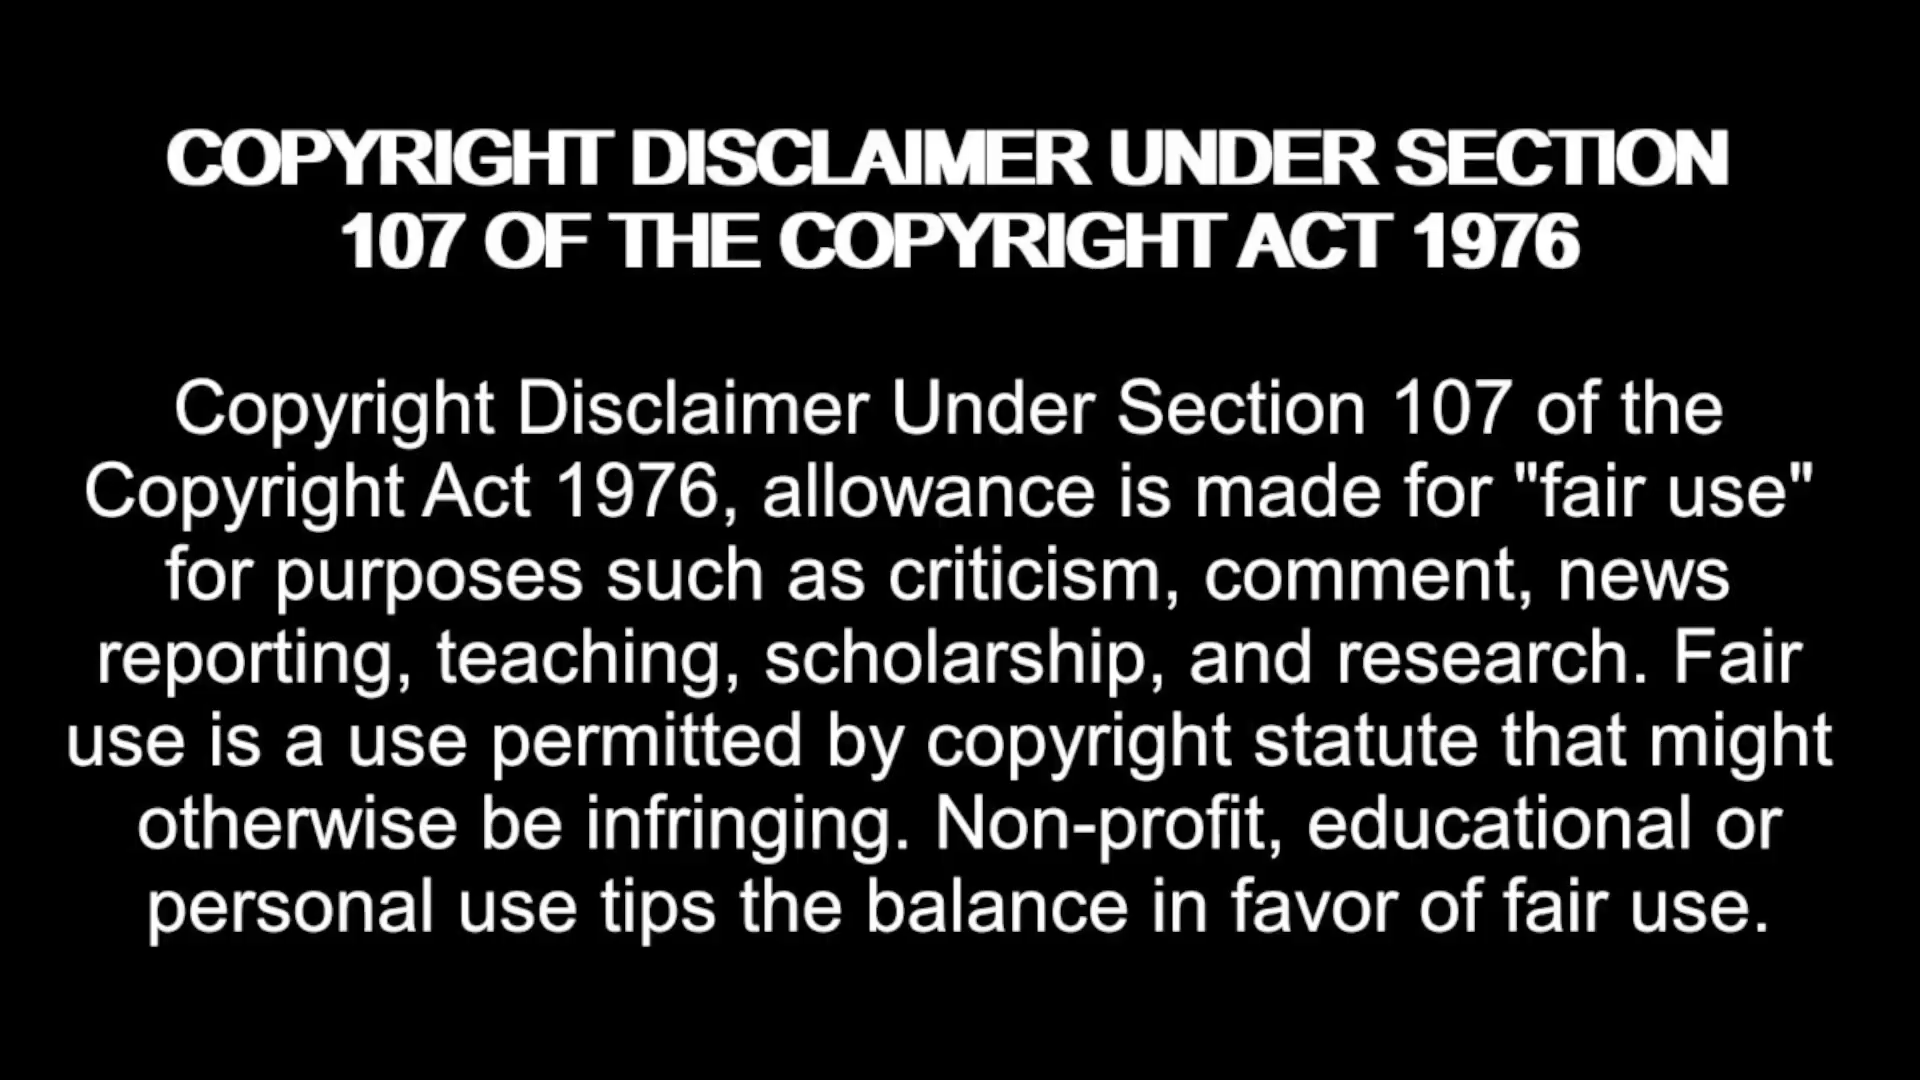 COPYRIGHT DISCLAIMER UNDER SECTION
107 OF THE COPYRIGHT ACT 1976
Copyright Disclaimer Under Section 107 of the
Copyright Act 1976, allowance is made for "fair use"
for purposes such as criticism, comment, news
reporting, teaching, scholarship, and research. Fair
use is a use permitted by copyright statute that might
otherwise be infringing. Non-profit, educational or
personal use tips the balance in favor of fair use.